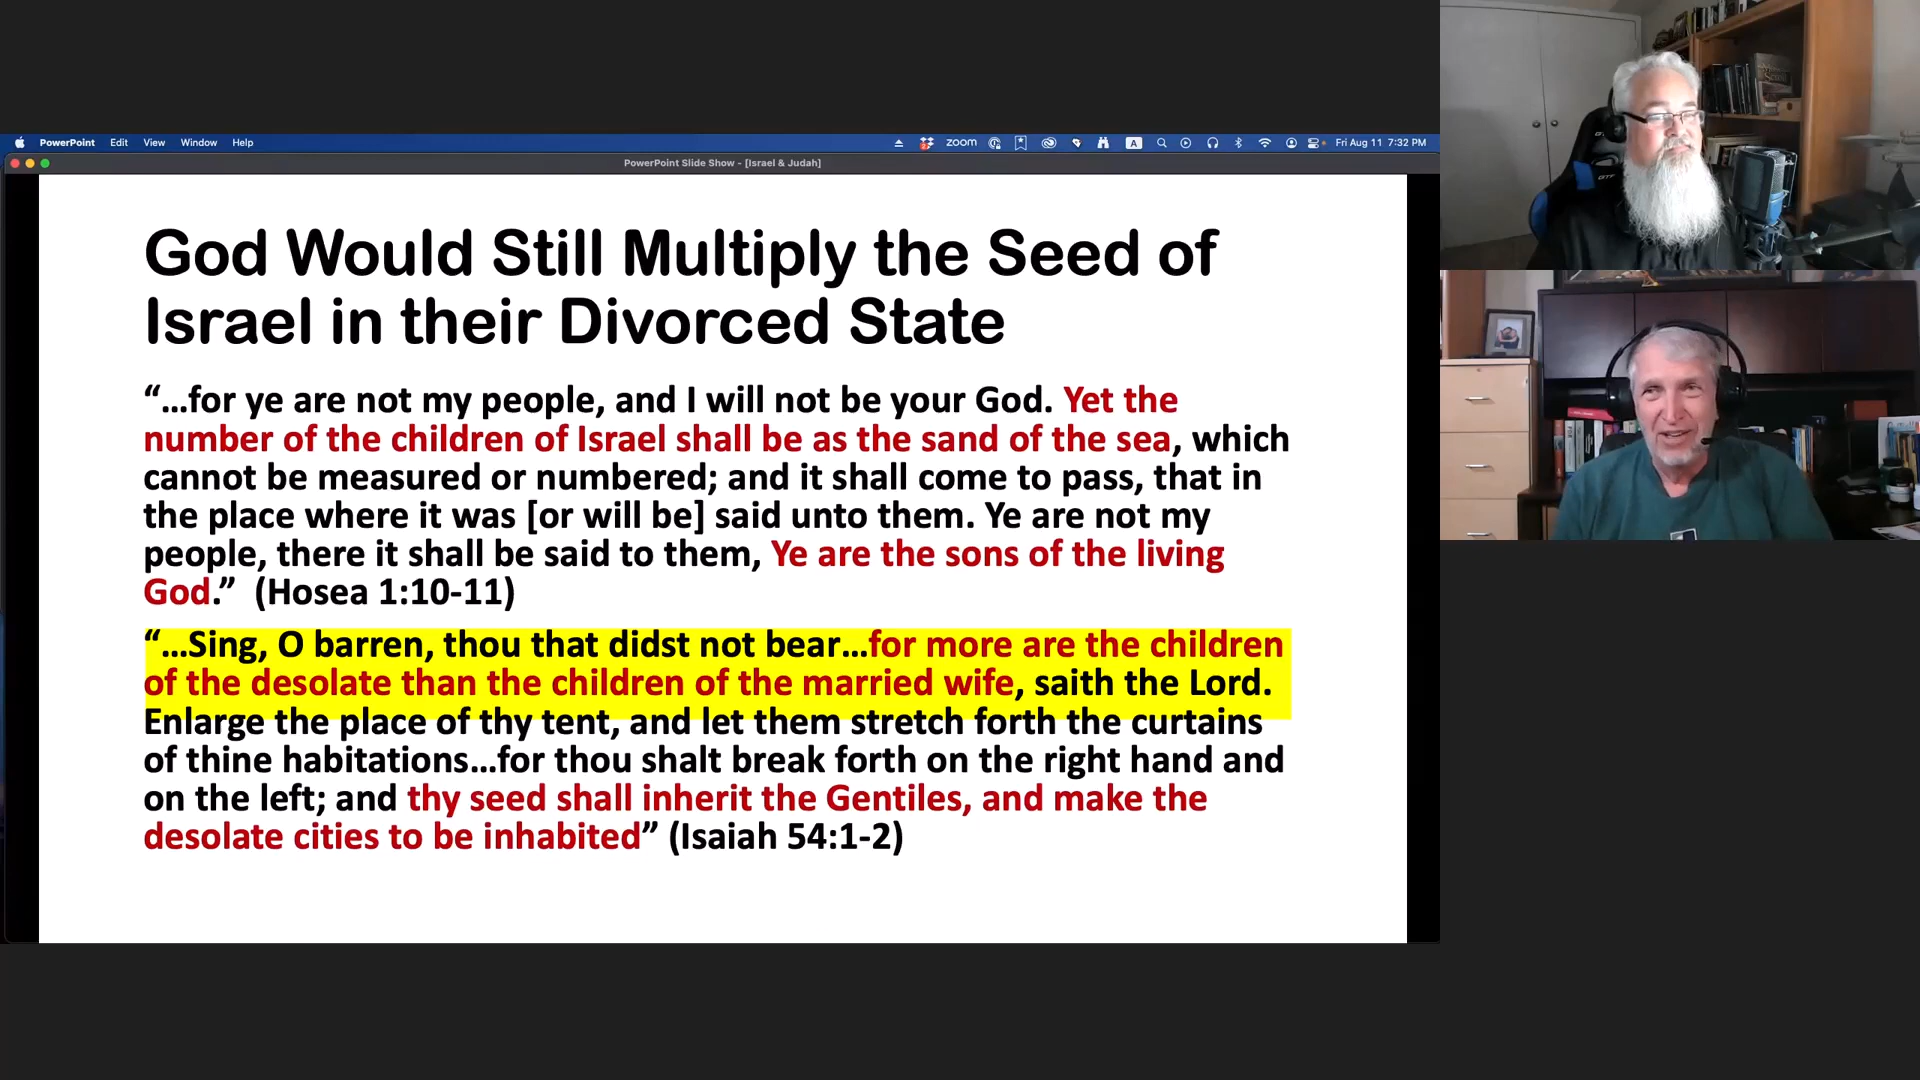 PowerPoint Edit View Window Help
zoom A Fri Aug 11 7:32 PM
PowerPoint Slide Show - [Israel & Judah]
God Would Still Multiply the Seed of
Israel in their Divorced State
“...for ye are not my people, and I will not be your God. Yet the
number of the children of Israel shall be as the sand of the sea, which
cannot be measured or numbered; and it shall come to pass, that in
the place where it was [or will be] said unto them. Ye are not my
people, there it shall be said to them, Ye are the sons of the living
God.” (Hosea 1:10-11)
“...Sing, O barren, thou that didst not bear...for more are the children
of the desolate than the children of the married wife, saith the Lord.
Enlarge the place of thy tent, and let them stretch forth the curtains
of thine habitations...for thou shalt break forth on the right hand and
on the left; and thy seed shall inherit the Gentiles, and make the
desolate cities to be inhabited” (Isaiah 54:1-2)